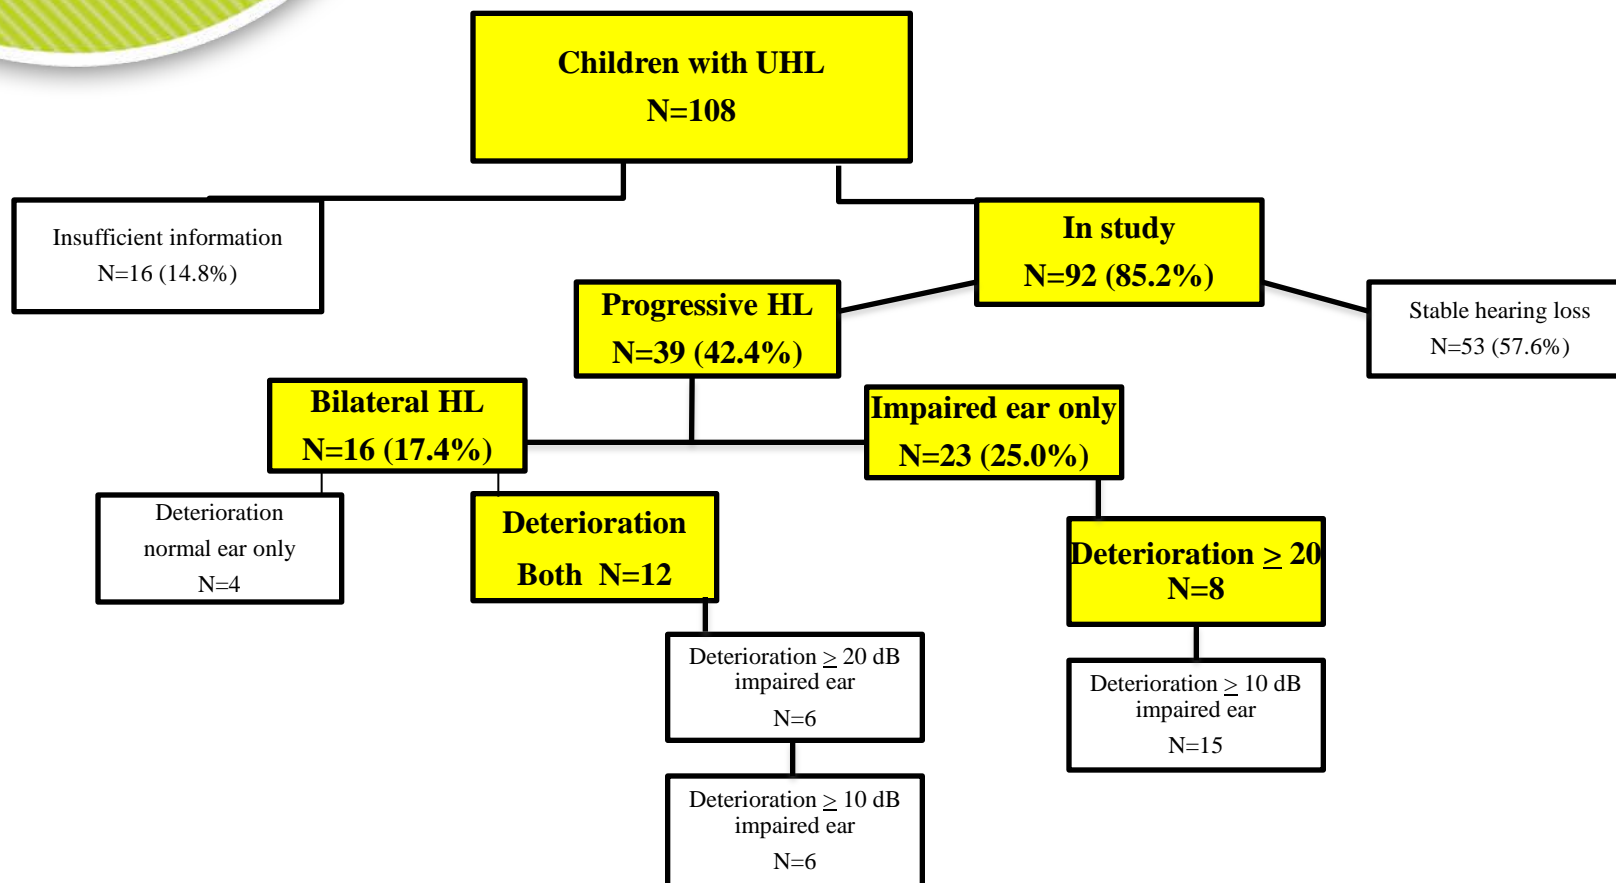 Children with UHL
N=108
Insufficient information
N=16 (14.8%)
In study
N=92 (85.2%)
Progressive HL
N=39 (42.4%)
Stable hearing loss
N=53 (57.6%)
Bilateral HL
N=16 (17.4%)
Impaired ear only
N=23 (25.0%)
Deterioration
normal ear only
N=4
Deterioration
Both N=12
Deterioration ≥ 20
N=8
Deterioration ≥ 20 dB
impaired ear
N=6
Deterioration ≥ 10 dB
impaired ear
N=15
Deterioration ≥ 10 dB
impaired ear
N=6